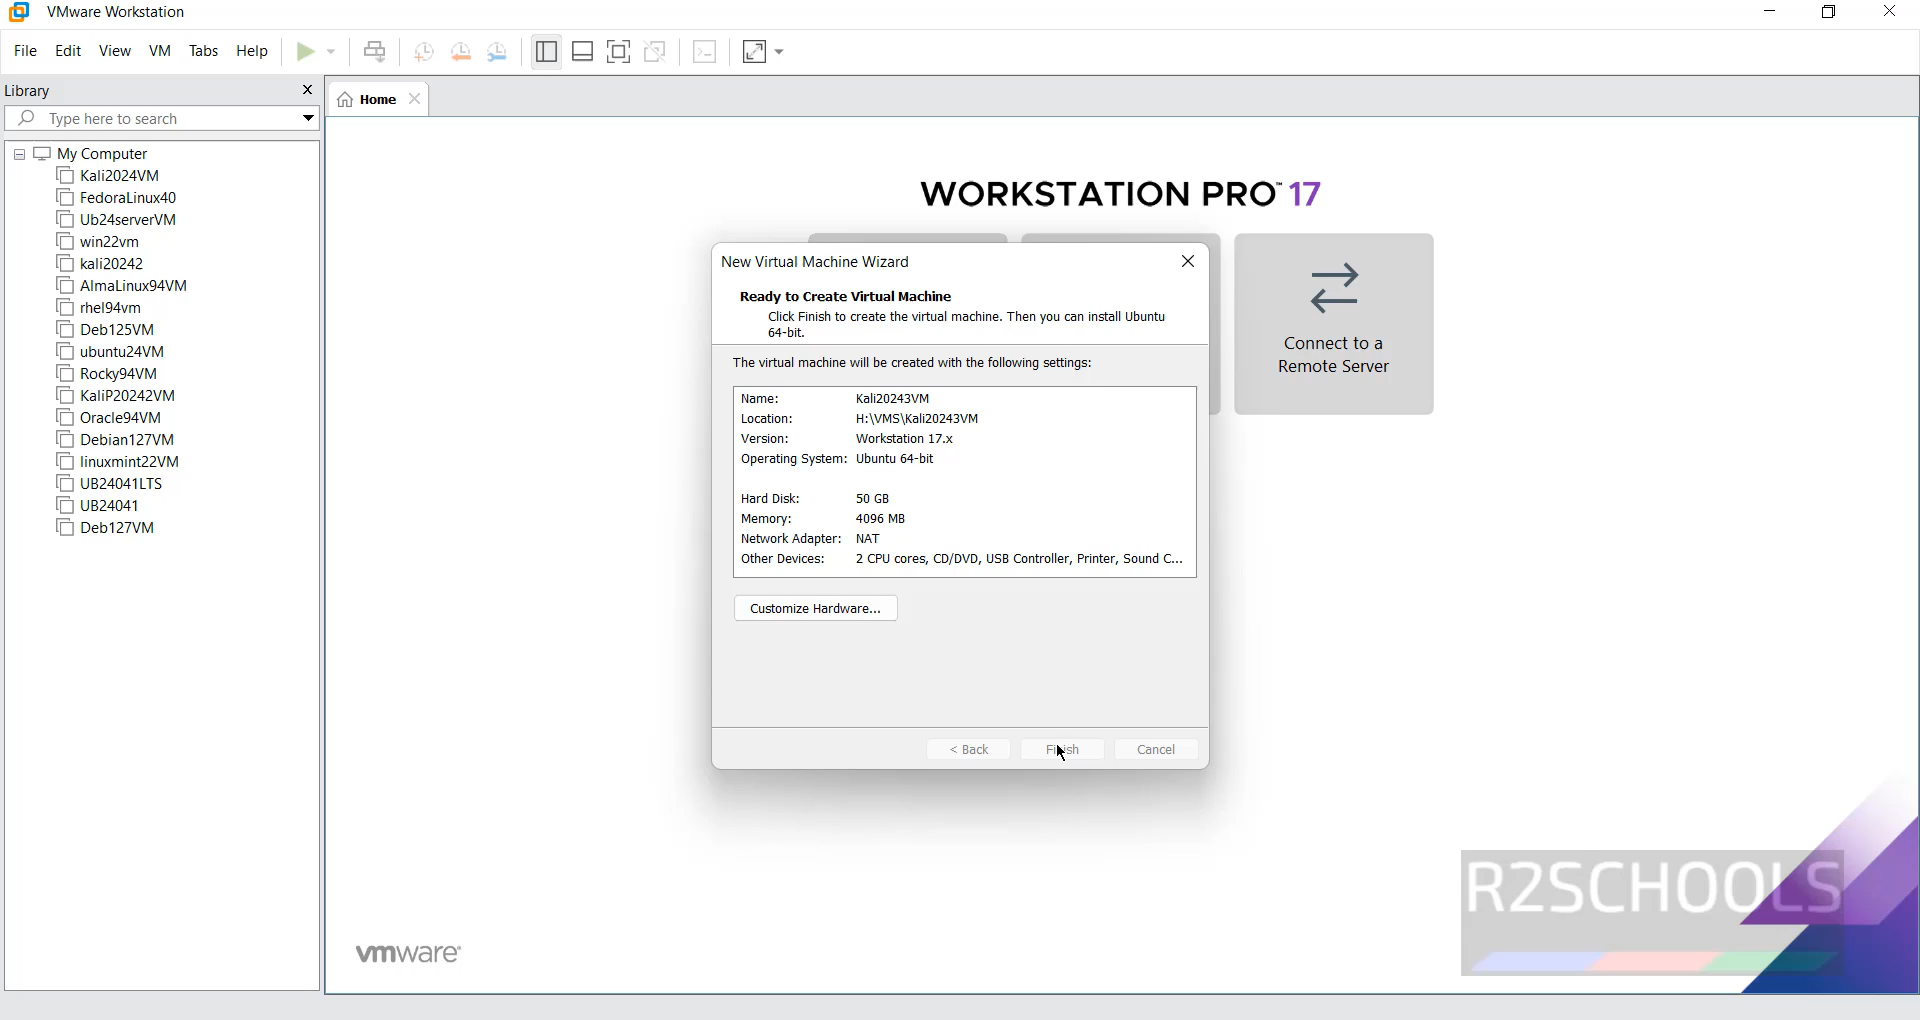 VMware Workstation
File Edit View VM Tabs Help
Library
Type here to search
My Computer
Kali2024VM
FedoraLinux40
Ub24serverVM
win22vm
kali20242
AlmaLinux94VM
rhel94vm
Deb125VM
ubuntu24VM
Rocky94VM
KaliP20242VM
Oracle94VM
Debian127VM
linuxmint22VM
UB24041LTS
UB24041
Deb127VM
Home
WORKSTATION PRO™ 17
Connect to a
Remote Server
New Virtual Machine Wizard
Ready to Create Virtual Machine
Click Finish to create the virtual machine. Then you can install Ubuntu
64-bit.
The virtual machine will be created with the following settings:
Name: Kali20243VM
Location: H:\VMS\Kali20243VM
Version: Workstation 17.x
Operating System: Ubuntu 64-bit
Hard Disk: 50 GB
Memory: 4096 MB
Network Adapter: NAT
Other Devices: 2 CPU cores, CD/DVD, USB Controller, Printer, Sound C...
Customize Hardware...
< Back Finish Cancel
R2SCHOOLS
vmware®